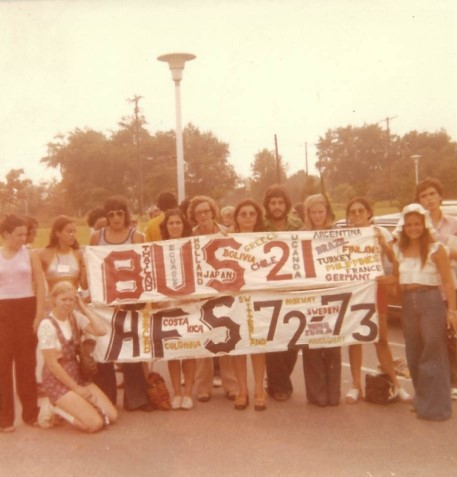 BUS 21
ECUADOR
HOLLAND
JAPAN
BOLIVIA
CHILE
GREECE
UGANDA
ARGENTINA
BRAZIL FINLAND
TURKEY
PHILIPPINES
FRANCE
GERMANY
AFS 72-73
COSTA
RICA
COLOMBIA
NORWAY
SWEDEN